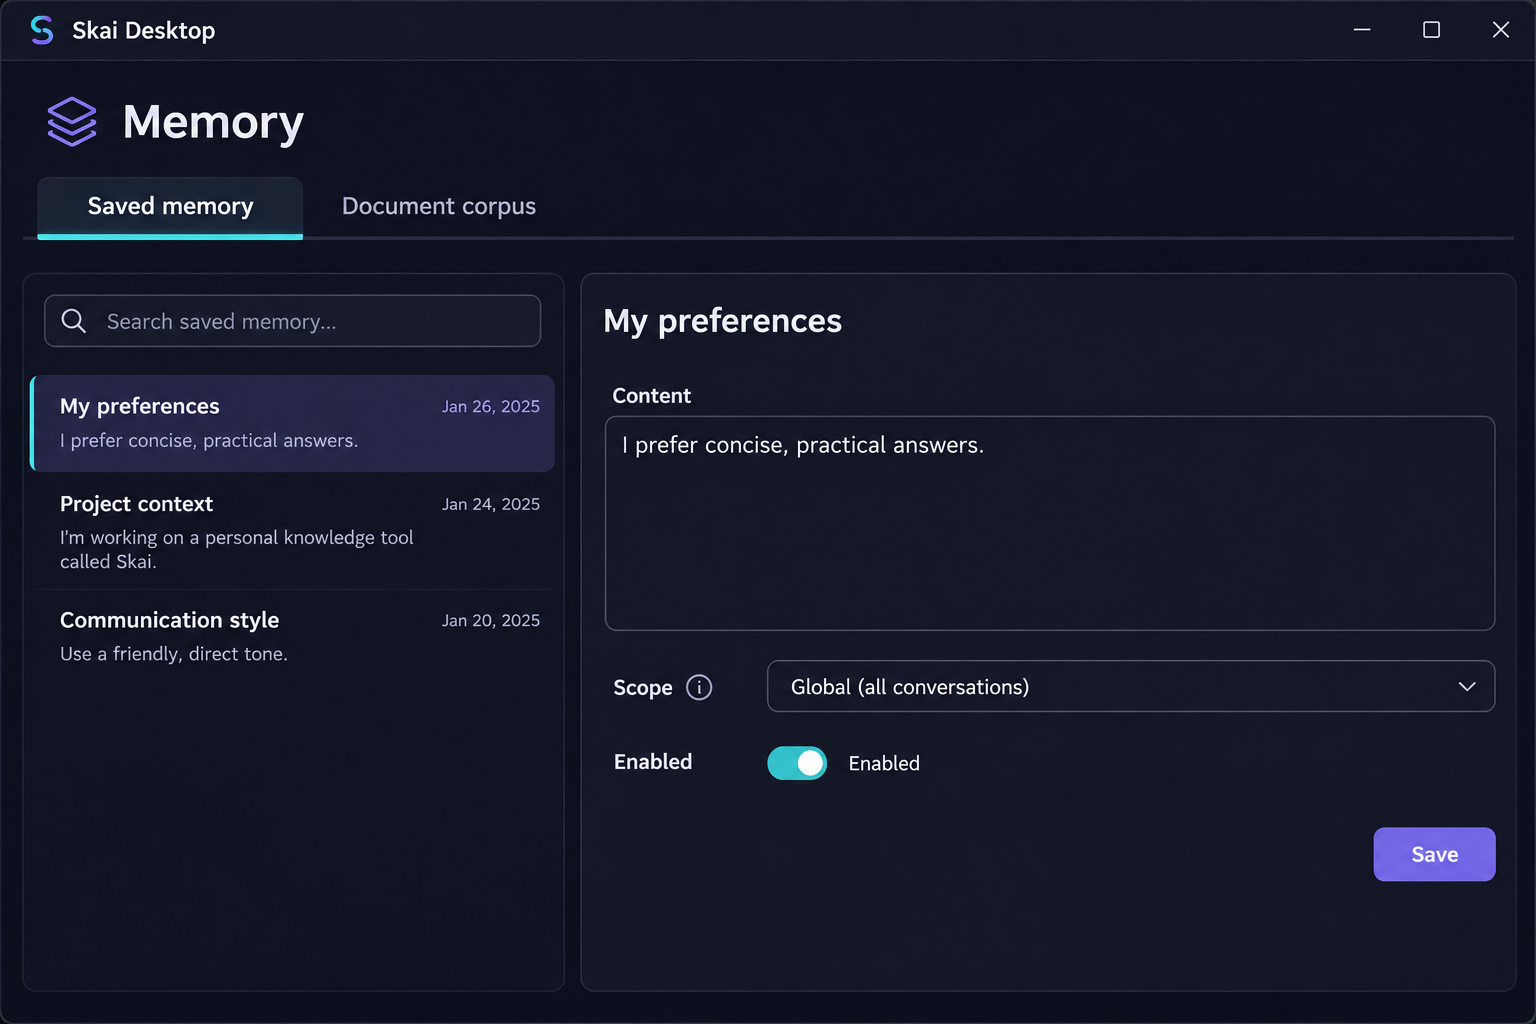 Skai Desktop
Memory
Saved memory
Document corpus
Search saved memory...
My preferences
Jan 26, 2025
I prefer concise, practical answers.
Project context
Jan 24, 2025
I'm working on a personal knowledge tool
called Skai.
Communication style
Jan 20, 2025
Use a friendly, direct tone.
My preferences
Content
I prefer concise, practical answers.
Scope
Global (all conversations)
Enabled
Enabled
Save